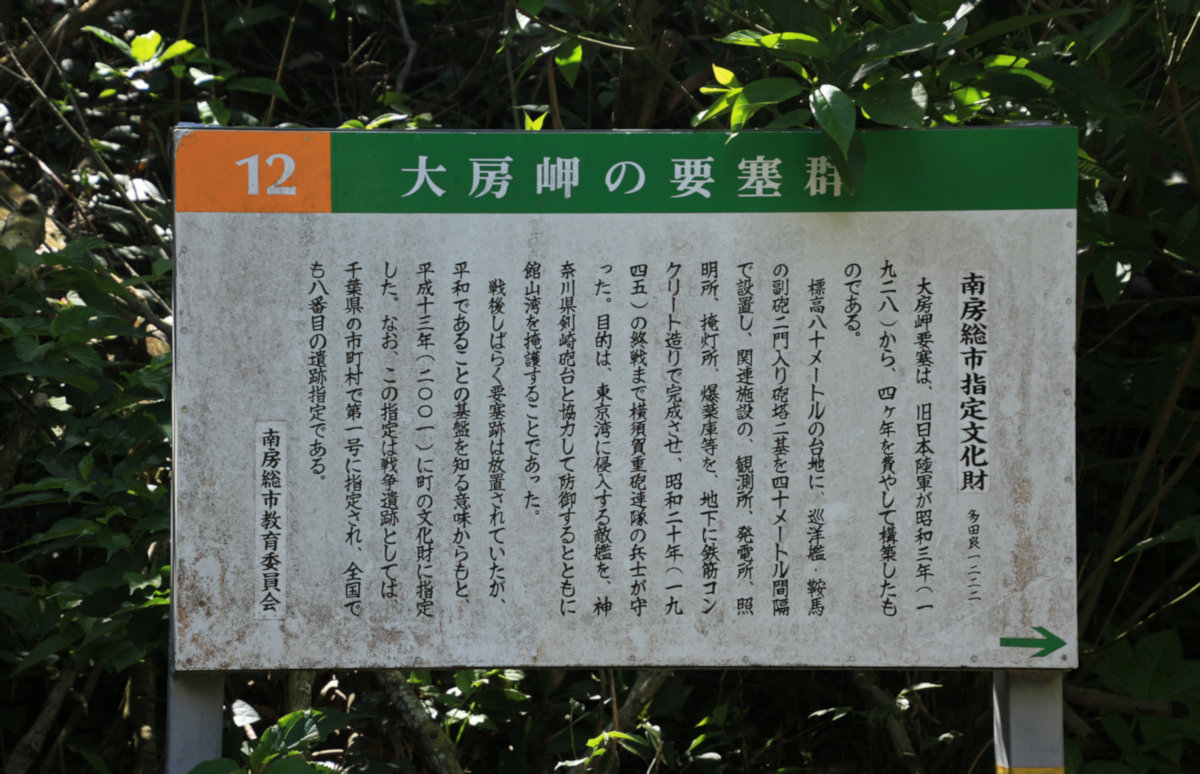 12
大房岬の要塞群
南房総市指定文化財
多田良一二一二
大房岬要塞は、旧日本陸軍が昭和三年(一
九二八)から、四ヶ年を費やして構築したも
のである。
標高八十メートルの台地に、巡洋艦・鞍馬
の副砲二門入り砲塔二基を四十メートル間隔
で設置し、関連施設の、観測所、発電所、照
明所、掩灯所、爆薬庫等を、地下に鉄筋コン
クリート造りで完成させ、昭和二十年(一九
四五)の終戦まで横須賀重砲連隊の兵士が守
った。目的は、東京湾に侵入する敵艦を、神
奈川県剣崎砲台と協力して防御するとともに
館山湾を掩護することであった。
戦後しばらく要塞跡は放置されていたが、
平和であることの基盤を知る意味からもと、
平成十三年(二〇〇一)に町の文化財に指定
した。なお、この指定は戦争遺跡としては、
千葉県の市町村で第一号に指定され、全国で
も八番目の遺跡指定である。
南房総市教育委員会